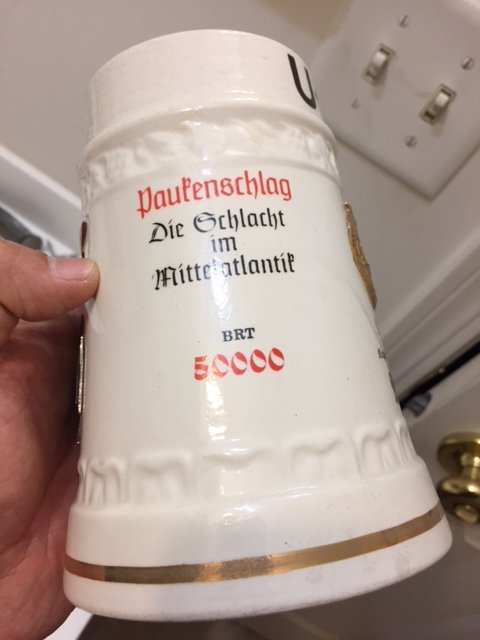 U-
Paukenschlag
Die Schlacht
im
Mittelatlantik
BRT
50000